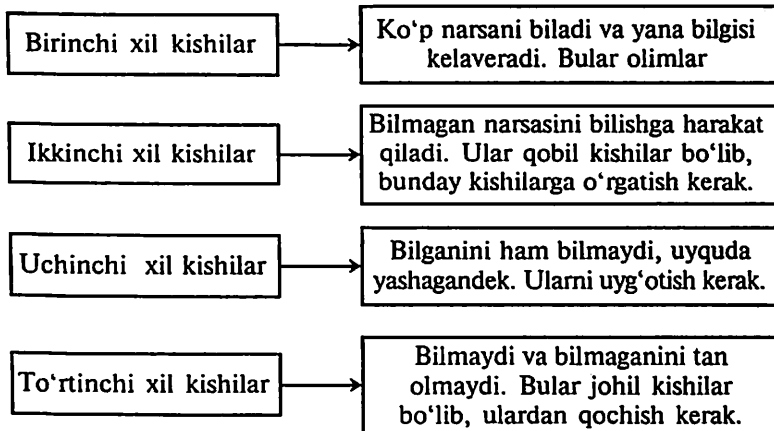 Birinchi xil kishilar
Ko‘p narsani biladi va yana bilgisi
kelaveradi. Bular olimlar
Ikkinchi xil kishilar
Bilmagan narsasini bilishga harakat
qiladi. Ular qobil kishilar bo‘lib,
bunday kishilarga o‘rgatish kerak.
Uchinchi xil kishilar
Bilganini ham bilmaydi, uyquda
yashagandek. Ularni uyg‘otish kerak.
To‘rtinchi xil kishilar
Bilmaydi va bilmaganini tan
olmaydi. Bular johil kishilar
bo‘lib, ulardan qochish kerak.